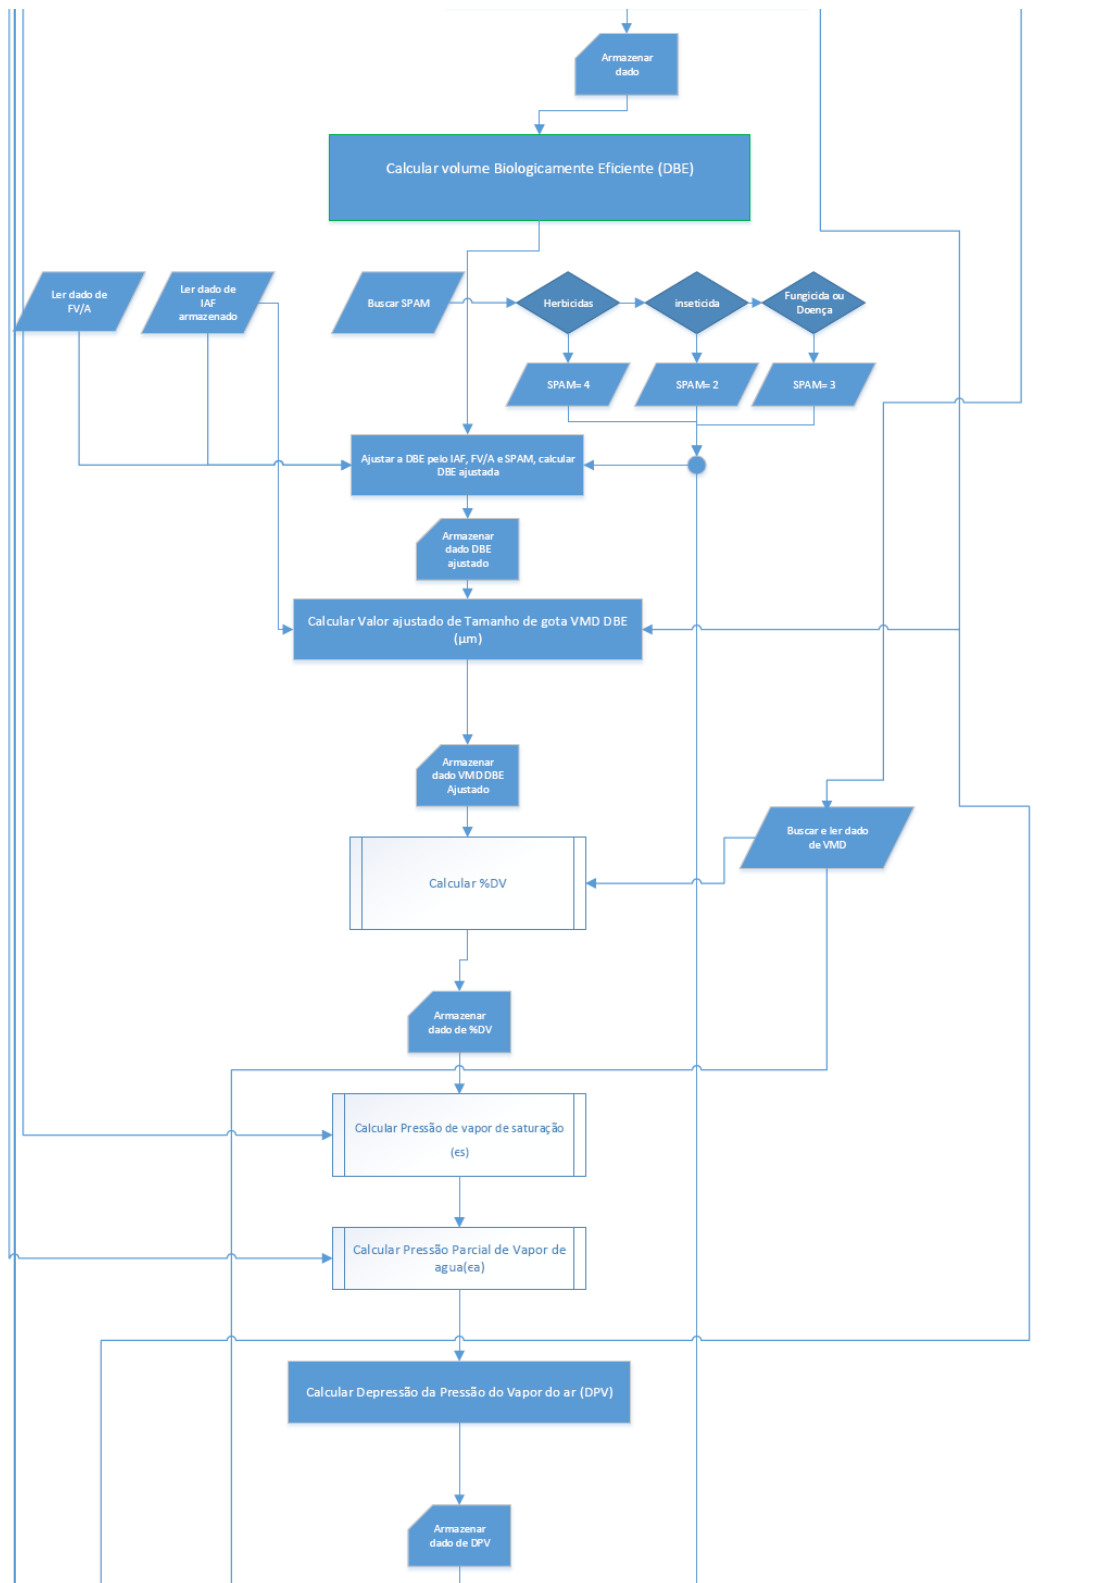 Armazenar
dado
Calcular volume Biologicamente Eficiente (DBE)
Ler dado de
FV/A
Ler dado de
IAF
armazenado
Buscar SPAM
Herbicidas
inseticida
Fungicida ou
Doença
SPAM= 4
SPAM= 2
SPAM= 3
Ajustar a DBE pelo IAF, FV/A e SPAM, calcular
DBE ajustada
Armazenar
dado DBE
ajustado
Calcular Valor ajustado de Tamanho de gota VMD DBE
(µm)
Armazenar
dado VMD DBE
Ajustado
Buscar e ler dado
de VMD
Calcular %DV
Armazenar
dado de %DV
Calcular Pressão de vapor de saturação
(єs)
Calcular Pressão Parcial de Vapor de
agua(єa)
Calcular Depressão da Pressão do Vapor do ar (DPV)
Armazenar
dado de DPV